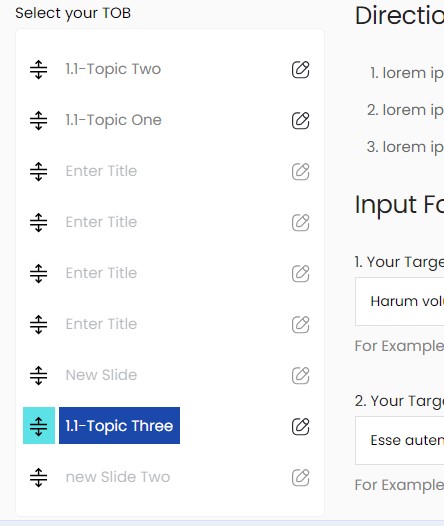 Select your TOB
1.1-Topic Two
1.1-Topic One
Enter Title
Enter Title
Enter Title
Enter Title
New Slide
1.1-Topic Three
new Slide Two
Directio
1. lorem ip
2. lorem ip
3. lorem ip
Input Fo
1. Your Targe
Harum volu
For Example
2. Your Targe
Esse auten
For Example